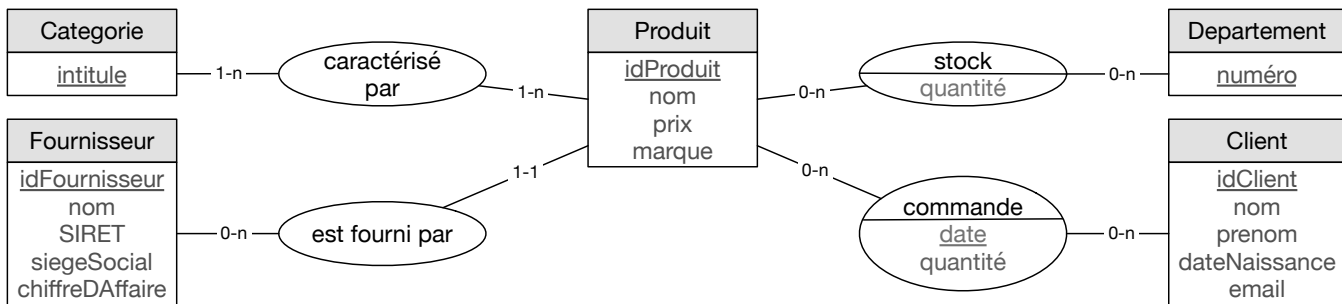 Categorie
intitule
1-n
caractérisé
par
1-n
Produit
idProduit
nom
prix
marque
0-n
stock
quantité
0-n
Departement
numéro
Fournisseur
idFournisseur
nom
SIRET
siegeSocial
chiffreDAffaire
0-n
est fourni par
1-1
0-n
commande
date
quantité
0-n
Client
idClient
nom
prenom
dateNaissance
email